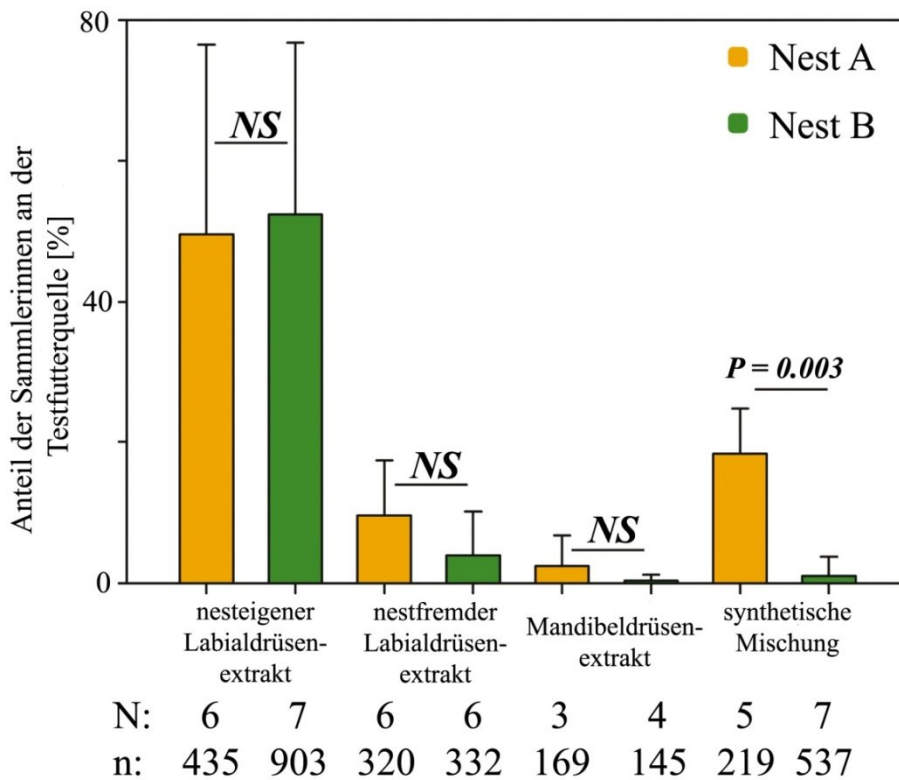 80
Nest A
NS
Nest B
Anteil der Sammlerinnen an der
Testfutterquelle [%]
40
P = 0.003
NS
NS
0
nesteigener
Labialdrüsen-
extrakt
nestfremder
Labialdrüsen-
extrakt
Mandibeldrüsen-
extrakt
synthetische
Mischung
N: 6 7 6 6 3 4 5 7
n: 435 903 320 332 169 145 219 537